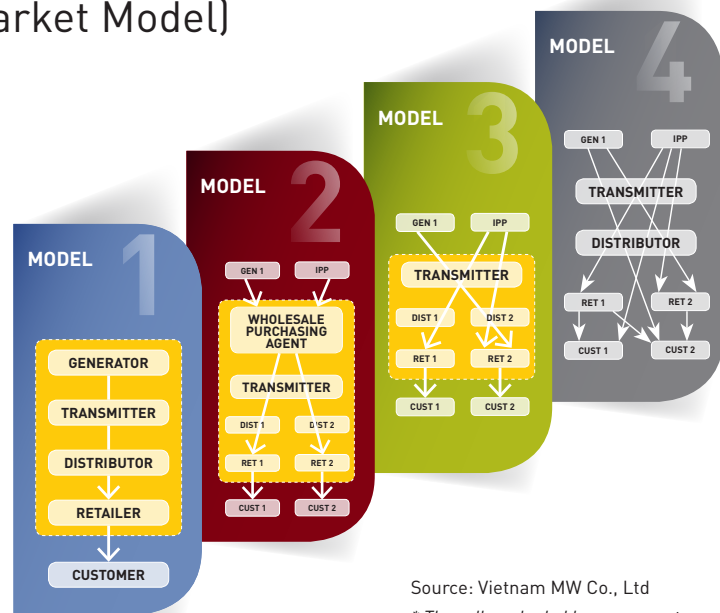 arket Model)
MODEL 1
GENERATOR
TRANSMITTER
DISTRIBUTOR
RETAILER
CUSTOMER
MODEL 2
GEN 1 IPP
WHOLESALE
PURCHASING
AGENT
TRANSMITTER
DIST 1 DIST 2
RET 1 RET 2
CUST 1 CUST 2
MODEL 3
GEN 1 IPP
TRANSMITTER
DIST 1 DIST 2
RET 1 RET 2
CUST 1 CUST 2
MODEL 4
GEN 1 IPP
TRANSMITTER
DISTRIBUTOR
RET 1 RET 2
CUST 1 CUST 2
Source: Vietnam MW Co., Ltd